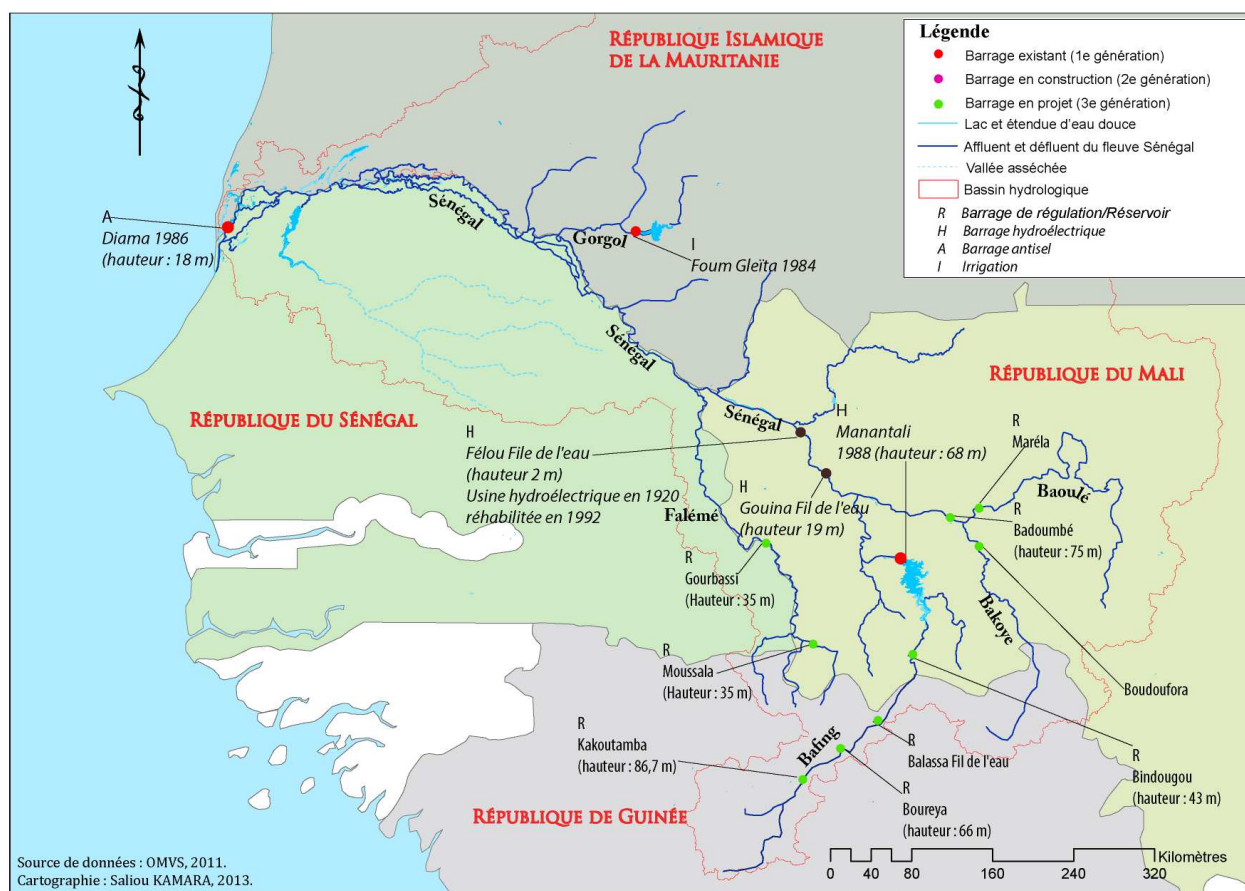 RÉPUBLIQUE ISLAMIQUE
DE LA MAURITANIE
Légende
Barrage existant (1e génération)
Barrage en construction (2e génération)
Barrage en projet (3e génération)
Lac et étendue d'eau douce
Affluent et défluent du fleuve Sénégal
Vallée asséchée
Bassin hydrologique
R Barrage de régulation/Réservoir
H Barrage hydroélectrique
A Barrage antisel
I Irrigation
A
Diama 1986
(hauteur : 18 m)
Sénégal
Gorgol
I
Foum Gleïta 1984
Sénégal
RÉPUBLIQUE DU SÉNÉGAL
RÉPUBLIQUE DU MALI
Sénégal
H
Manantali
1988 (hauteur : 68 m)
H
Félou File de l'eau
(hauteur 2 m)
Usine hydroélectrique en 1920
réhabilitée en 1992
R
Maréla
Baoulé
H
Gouina Fil de l'eau
(hauteur 19 m)
Falémé
R
Badoumbé
(hauteur : 75 m)
R
Gourbassi
(Hauteur : 35 m)
Bakoye
R
Moussala
(Hauteur : 35 m)
Boudoufora
R
Kakoutamba
(hauteur : 86,7 m)
Bafing
R
Balassa Fil de l'eau
R
Bindougou
(hauteur : 43 m)
R
Boureya
(hauteur : 66 m)
RÉPUBLIQUE DE GUINÉE
Source de données : OMVS, 2011.
Cartographie : Saliou KAMARA, 2013.
Kilomètres
0 40 80 160 240 320